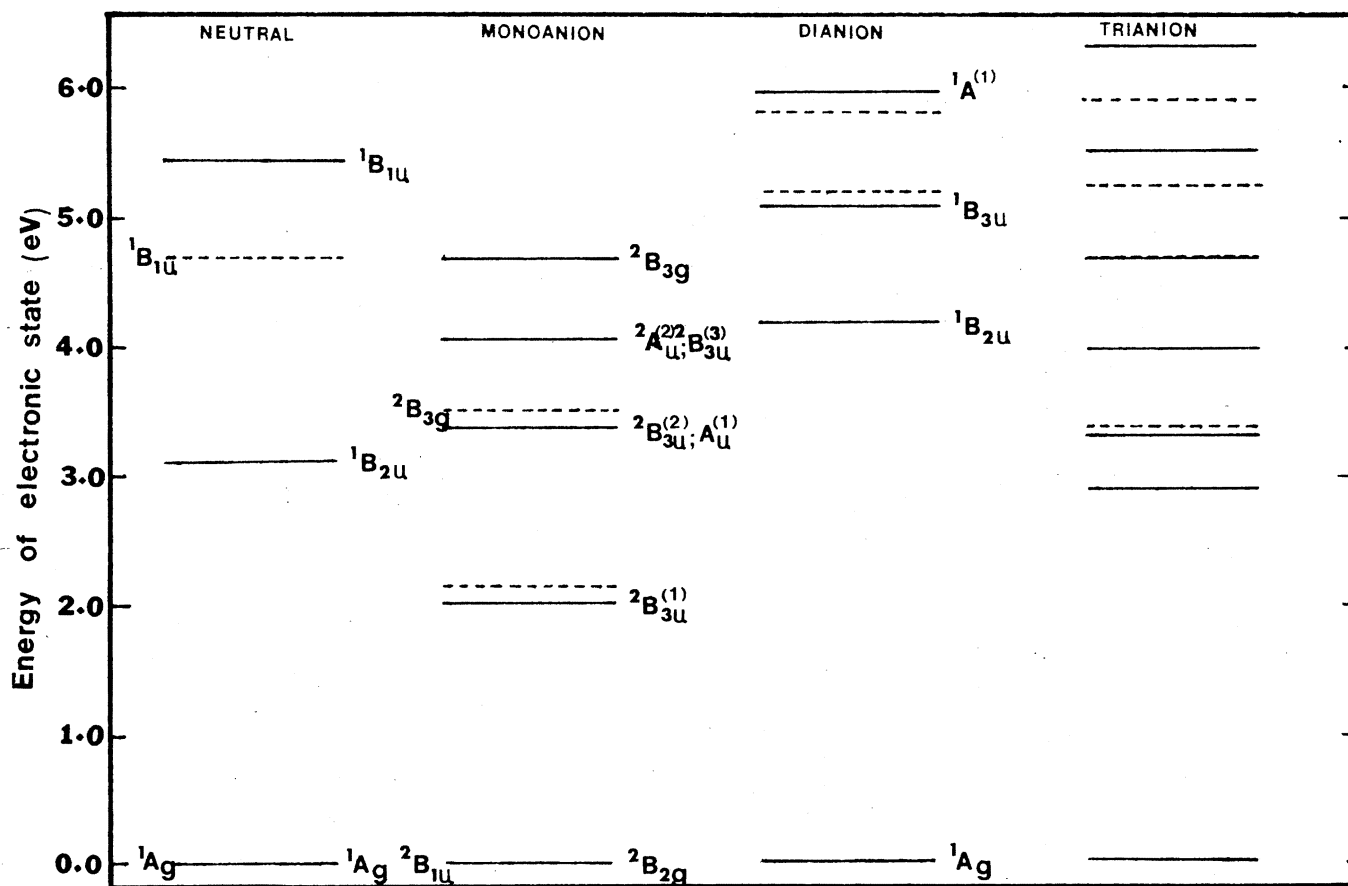 NEUTRAL MONOANION DIANION TRIANION
Energy of electronic state (eV)
6.0
5.0
4.0
3.0
2.0
1.0
0.0
¹B₁u
¹B₁u
¹B₂u
¹Ag
¹Ag
²B₃g
²A⁽²⁾u;²B⁽³⁾₃u
²B₃g
²B⁽²⁾₃u;A⁽¹⁾u
²B⁽¹⁾₃u
²B₁u
²B₂g
¹A⁽¹⁾
¹B₃u
¹B₂u
¹Ag